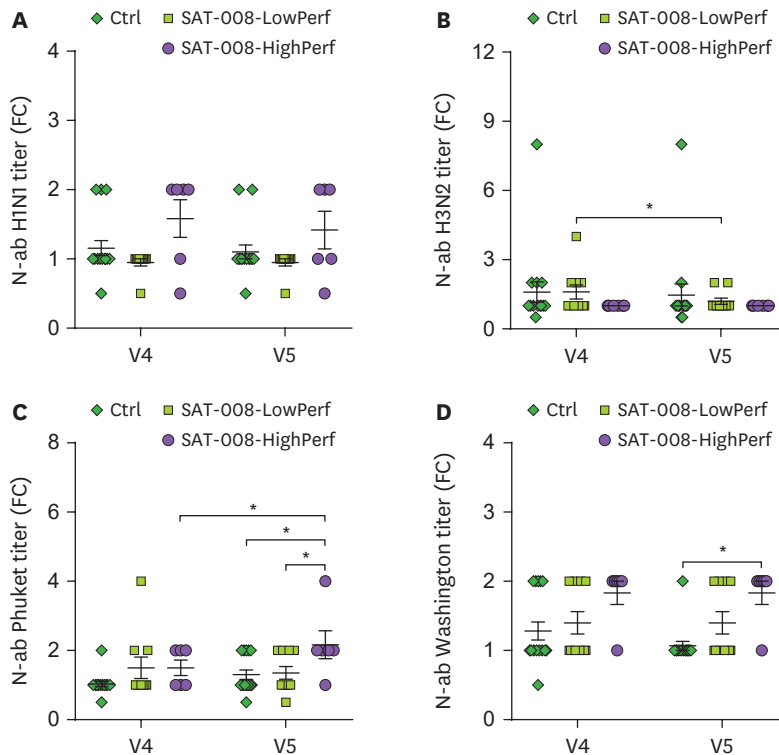 A
Ctrl SAT-008-LowPerf
SAT-008-HighPerf
N-ab H1N1 titer (FC)
4
3
2
1
0
V4 V5
B
Ctrl SAT-008-LowPerf
SAT-008-HighPerf
N-ab H3N2 titer (FC)
12
9
6
3
0
*
V4 V5
C
Ctrl SAT-008-LowPerf
SAT-008-HighPerf
N-ab Phuket titer (FC)
8
6
4
2
0
*
*
*
V4 V5
D
Ctrl SAT-008-LowPerf
SAT-008-HighPerf
N-ab Washington titer (FC)
4
3
2
1
0
*
V4 V5